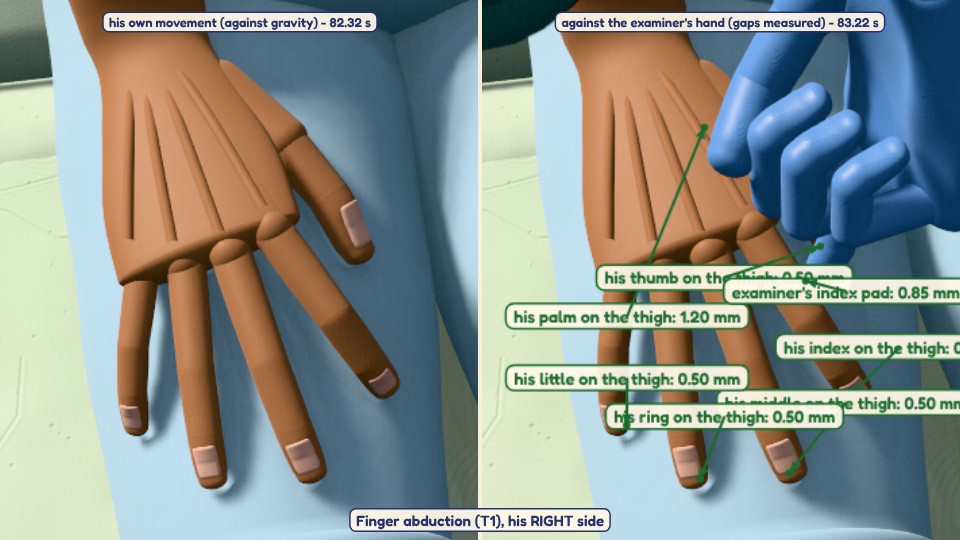 his own movement (against gravity) - 82.32 s
against the examiner's hand (gaps measured) - 83.22 s
his thumb on the thigh: 0.50 mm
examiner's index pad: 0.85 mm
his palm on the thigh: 1.20 mm
his index on the thigh: 0
his little on the thigh: 0.50 mm
his middle on the thigh: 0.50 mm
his ring on the thigh: 0.50 mm
Finger abduction (T1), his RIGHT side